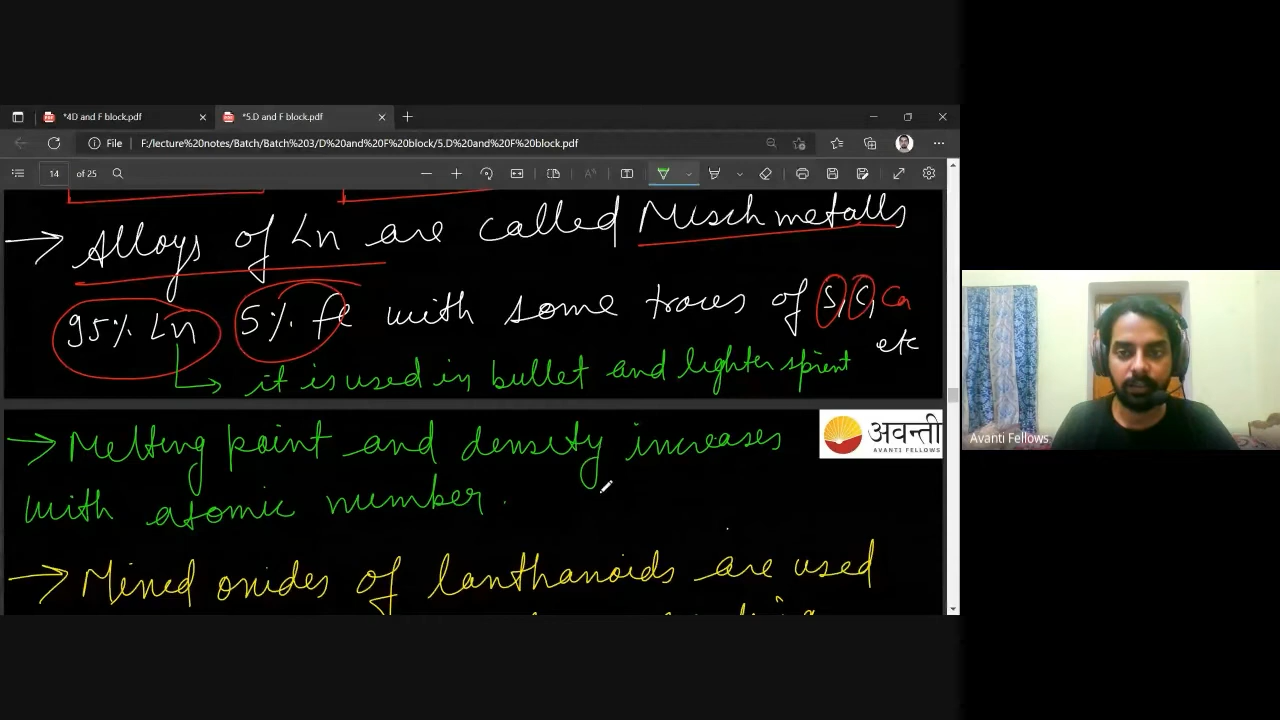 *4D and F block.pdf
*5.D and F block.pdf
File
F:/lecture%20notes/Batch/Batch%203/D%20and%20F%20block/5.D%20and%20F%20block.pdf
14 of 25
→ Alloys of Ln are called Mischmetalls
95% Ln 5% fe with some traces of S, C, Ca
etc
it is used in bullet and lighter
→ Melting point and density increases
with atomic number.
अवन्ती
AVANTI FELLOWS
→ Mixed oxides of lanthanoids are used
Avanti Fellows